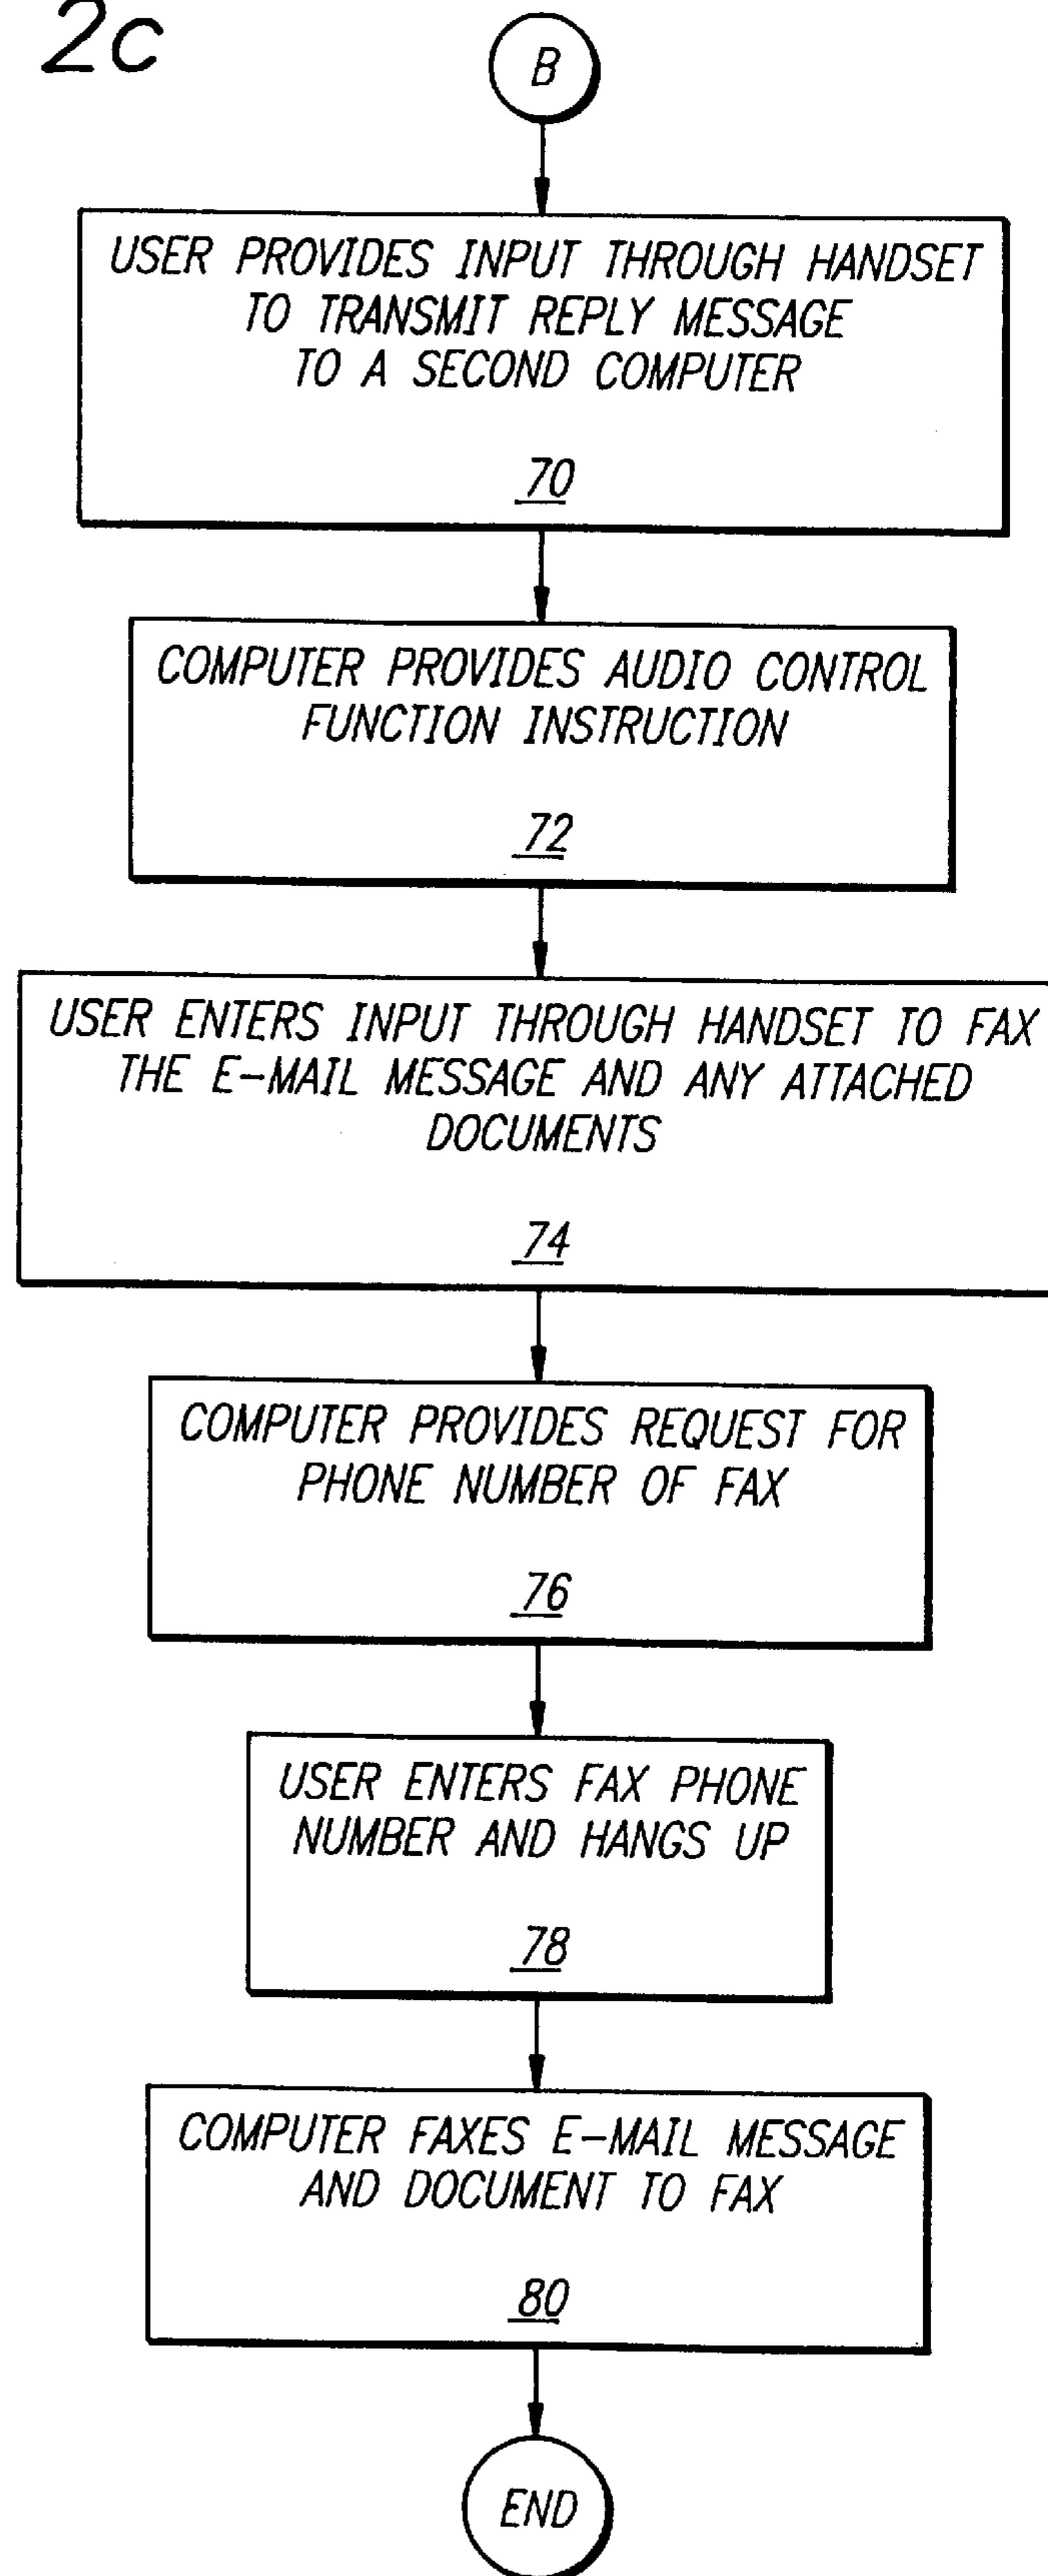 2c
B
USER PROVIDES INPUT THROUGH HANDSET
TO TRANSMIT REPLY MESSAGE
TO A SECOND COMPUTER
70
COMPUTER PROVIDES AUDIO CONTROL
FUNCTION INSTRUCTION
72
USER ENTERS INPUT THROUGH HANDSET TO FAX
THE E-MAIL MESSAGE AND ANY ATTACHED
DOCUMENTS
74
COMPUTER PROVIDES REQUEST FOR
PHONE NUMBER OF FAX
76
USER ENTERS FAX PHONE
NUMBER AND HANGS UP
78
COMPUTER FAXES E-MAIL MESSAGE
AND DOCUMENT TO FAX
80
END